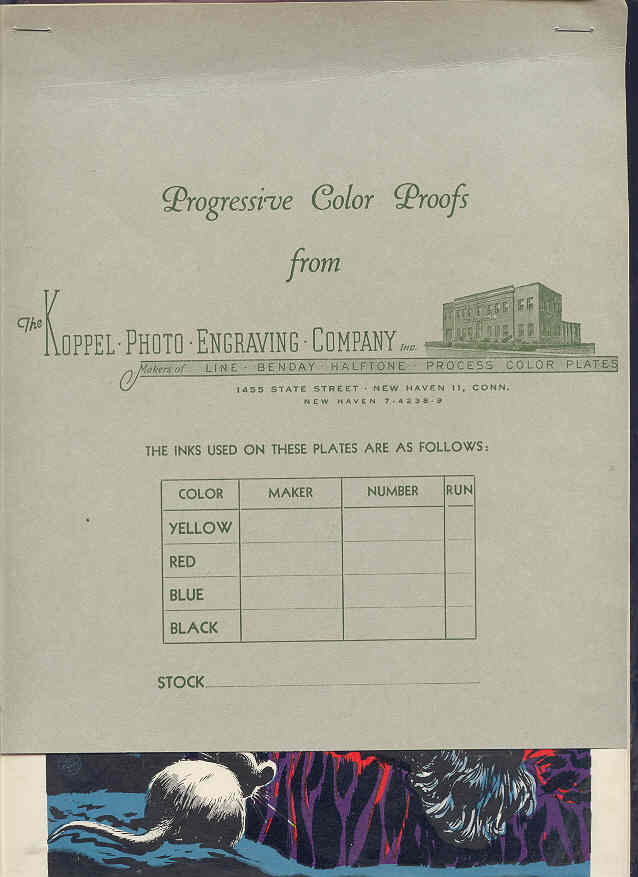 Progressive Color Proofs
from
The Koppel · Photo · Engraving · Company Inc.
Makers of LINE · BENDAY · HALFTONE · PROCESS COLOR PLATES
1455 STATE STREET · NEW HAVEN 11, CONN.
NEW HAVEN 7-4238-9
THE INKS USED ON THESE PLATES ARE AS FOLLOWS:
COLOR MAKER NUMBER RUN
YELLOW
RED
BLUE
BLACK
STOCK